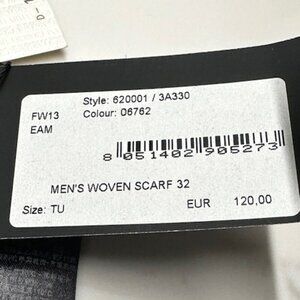 Style: 620001 / 3A330
FW13 Colour: 06762
EAM
8 051402 905273
MEN'S WOVEN SCARF 32
Size: TU EUR 120,00